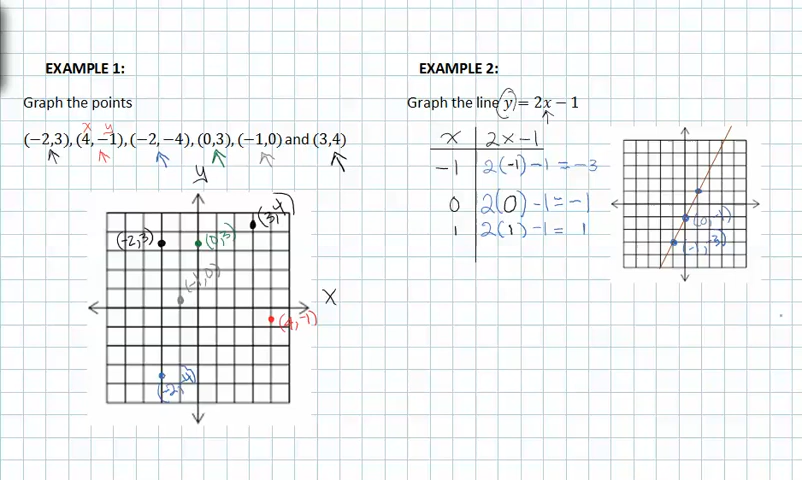 EXAMPLE 1:
Graph the points
x y
(−2,3), (4, −1), (−2, −4), (0,3), (−1,0) and (3,4)
y
(3,4)
(-2,3)
(0,3)
(-1,0)
x
(4,-1)
(-2,-4)
EXAMPLE 2:
Graph the line y = 2x − 1
x 2x-1
-1 2(-1)-1 = -3
0 2(0)-1 = -1
1 2(1)-1 = 1
(0,-1)
(-1,-3)